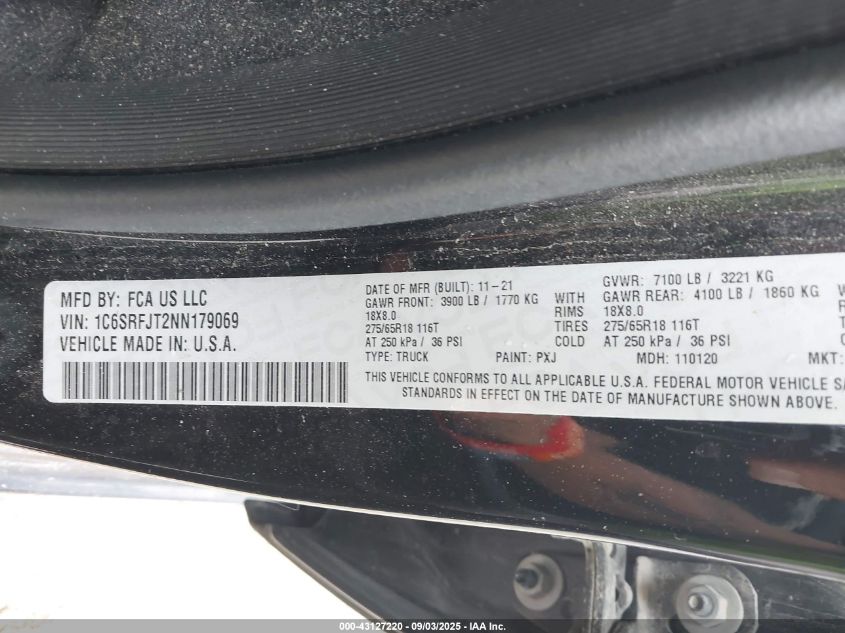 MFD BY: FCA US LLC
VIN: 1C6SRFJT2NN179069
VEHICLE MADE IN: U.S.A.
DATE OF MFR (BUILT): 11-21 GVWR: 7100 LB / 3221 KG
GAWR FRONT: 3900 LB / 1770 KG WITH GAWR REAR: 4100 LB / 1860 KG
18X8.0 RIMS 18X8.0
275/65R18 116T TIRES 275/65R18 116T
AT 250 kPa / 36 PSI COLD AT 250 kPa / 36 PSI
TYPE: TRUCK PAINT: PXJ MDH: 110120 MKT:
THIS VEHICLE CONFORMS TO ALL APPLICABLE U.S.A. FEDERAL MOTOR VEHICLE SA
STANDARDS IN EFFECT ON THE DATE OF MANUFACTURE SHOWN ABOVE.
000-43127220 - 09/03/2025 - IAA Inc.